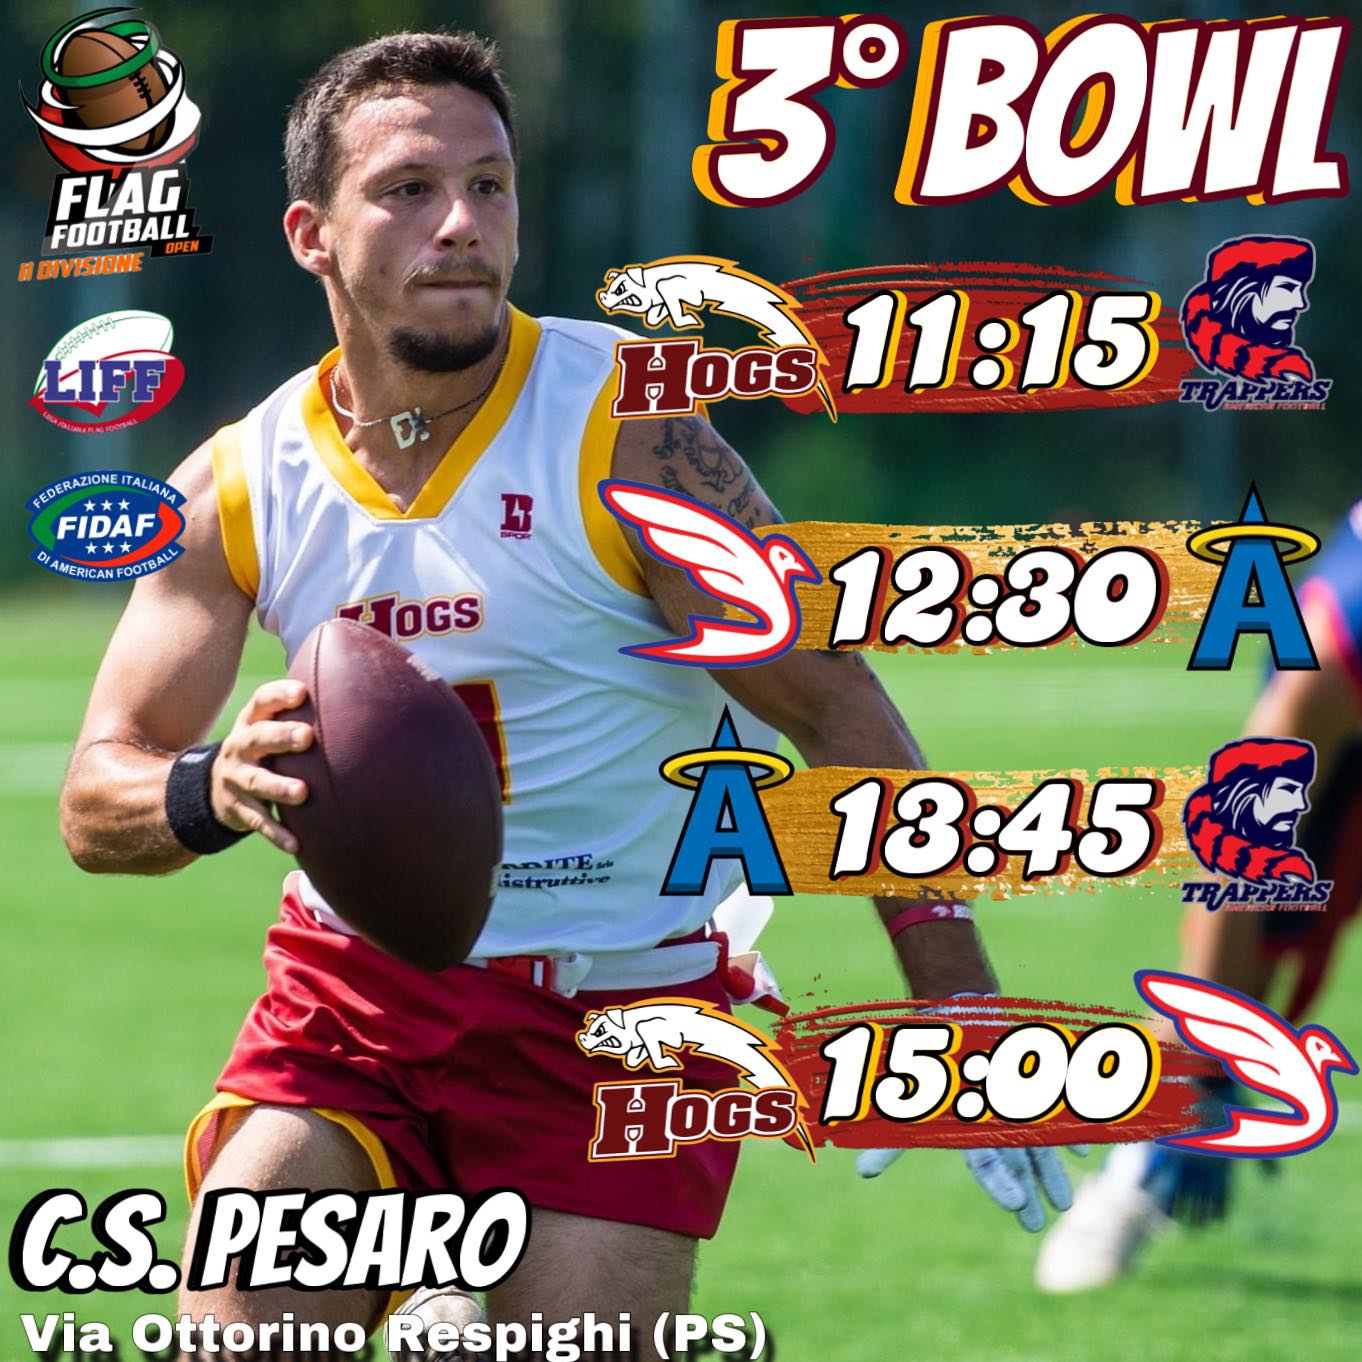 3° BOWL
FLAG
FOOTBALL
OPEN
II DIVISIONE
LIFF
LEGA ITALIANA FLAG FOOTBALL
FEDERAZIONE ITALIANA
FIDAF
DI AMERICAN FOOTBALL
HOGS
11:15
TRAPPERS
AMERICAN FOOTBALL
B
SPORT
HOGS
12:30
A
A
13:45
TRAPPERS
AMERICAN FOOTBALL
HOGS
15:00
C.S. PESARO
Via Ottorino Respighi (PS)